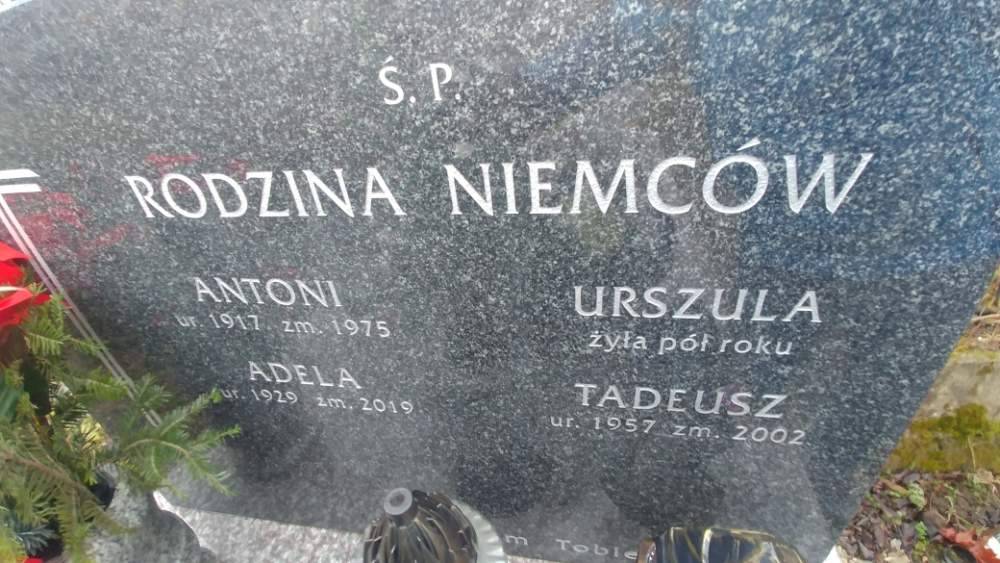 Ś. P.
RODZINA NIEMCÓW
ANTONI
ur. 1917 zm. 1975
ADELA
ur. 1929 zm. 2019
URSZULA
żyła pół roku
TADEUSZ
ur. 1957 zm. 2002
Tobie